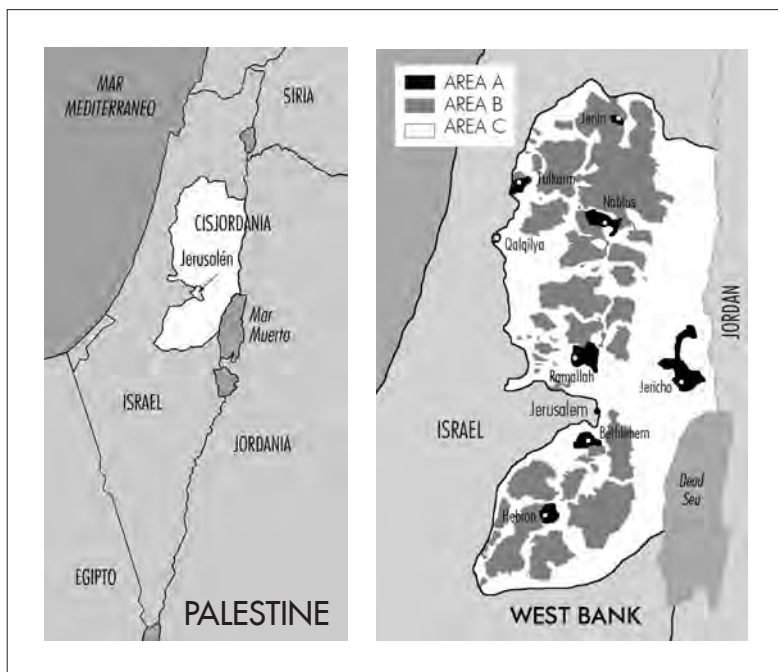 MAR
MEDITERRANEO
SIRIA
CISJORDANIA
Jerusalén
Mar
Muerto
ISRAEL
JORDANIA
EGIPTO
PALESTINE
AREA A
AREA B
AREA C
Jenin
Tulkarm
Nablus
Qalqilya
JORDAN
Ramallah
Jericho
Jerusalem
ISRAEL
Dead
Sea
Hebron
WEST BANK